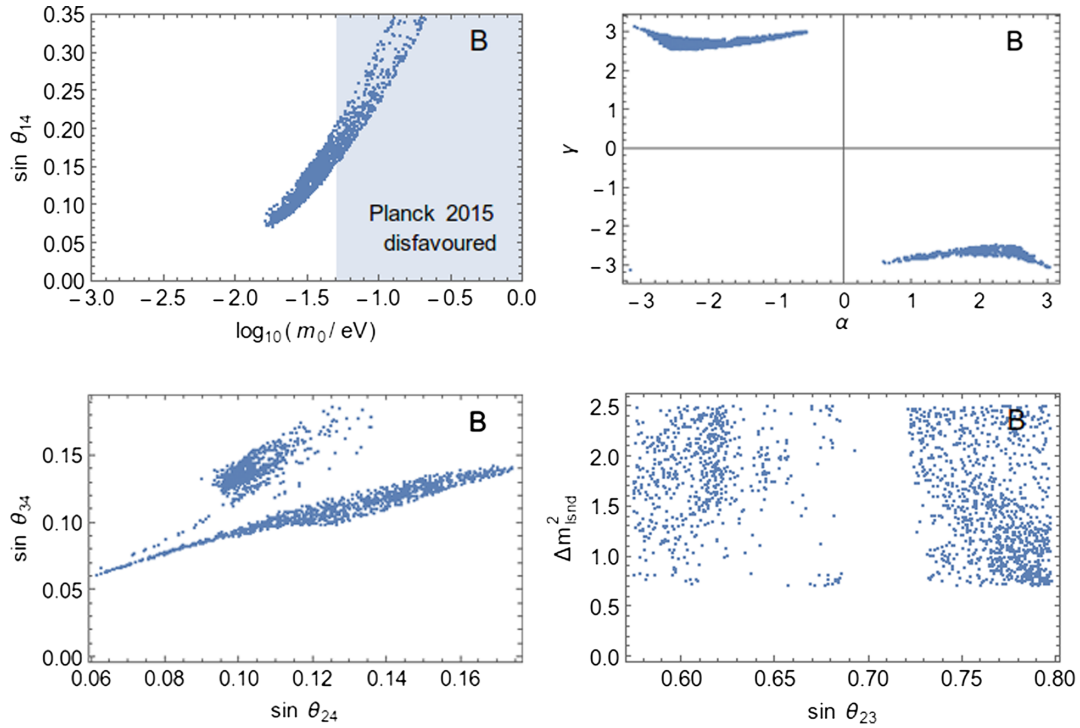 B
0.35
0.30
0.25
0.20
0.15
0.10
0.05
0.00
sin θ14
Planck 2015
disfavoured
−3.0 −2.5 −2.0 −1.5 −1.0 −0.5 0.0
log10(m0/eV)
B
3
2
1
0
−1
−2
−3
γ
−3 −2 −1 0 1 2 3
α
B
0.15
0.10
0.05
0.00
sin θ34
0.06 0.08 0.10 0.12 0.14 0.16
sin θ24
B
2.5
2.0
1.5
1.0
0.5
0.0
Δm²lsnd
0.60 0.65 0.70 0.75 0.80
sin θ23